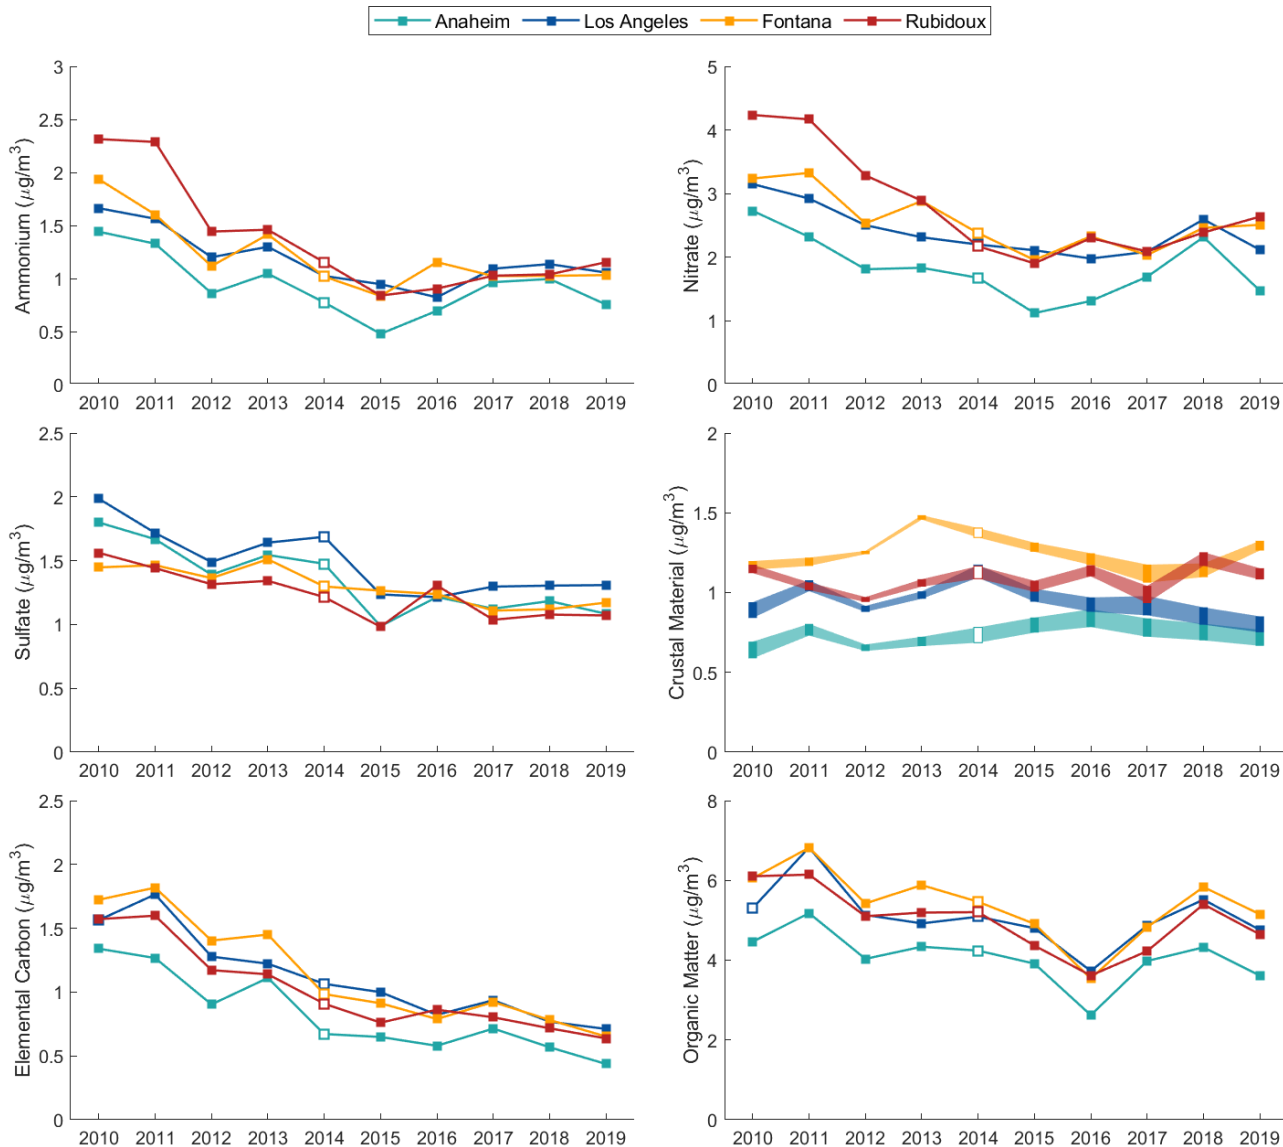 Anaheim Los Angeles Fontana Rubidoux
Ammonium (μg/m³)
3
2.5
2
1.5
1
0.5
0
2010 2011 2012 2013 2014 2015 2016 2017 2018 2019
Nitrate (μg/m³)
5
4
3
2
1
0
2010 2011 2012 2013 2014 2015 2016 2017 2018 2019
Sulfate (μg/m³)
2.5
2
1.5
1
0.5
0
2010 2011 2012 2013 2014 2015 2016 2017 2018 2019
Crustal Material (μg/m³)
2
1.5
1
0.5
0
2010 2011 2012 2013 2014 2015 2016 2017 2018 2019
Elemental Carbon (μg/m³)
2.5
2
1.5
1
0.5
0
2010 2011 2012 2013 2014 2015 2016 2017 2018 2019
Organic Matter (μg/m³)
8
6
4
2
0
2010 2011 2012 2013 2014 2015 2016 2017 2018 2019